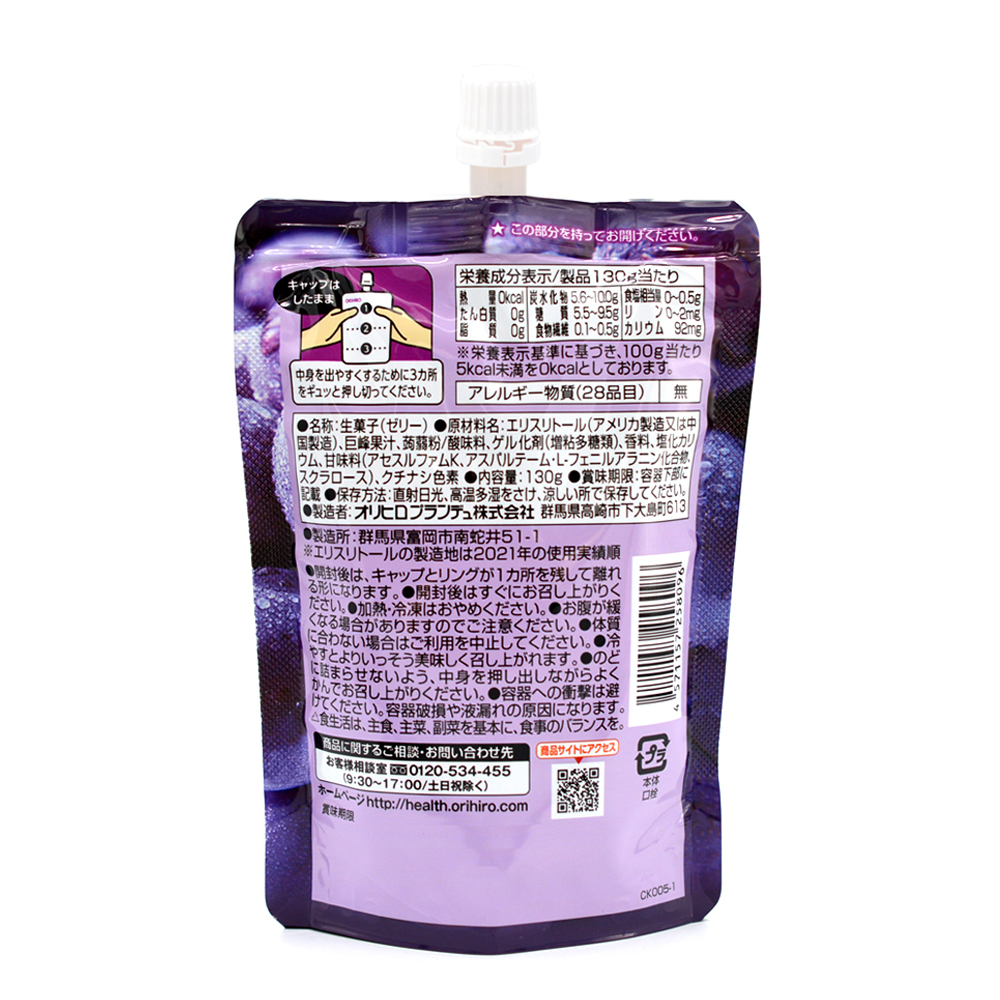 ★ この部分を持ってお開けください。
キャップは
したまま
ORIHIRO
1
2
3
中身を出やすくするために3カ所
をギュッと押し切ってください。
栄養成分表示/製品130g当たり
熱量 0kcal 炭水化物 5.6~10.0g 食塩相当量 0~0.5g
たん白質 0g 糖質 5.5~9.5g リン 0~2mg
脂質 0g 食物繊維 0.1~0.5g カリウム 92mg
※栄養表示基準に基づき、100g当たり
5kcal未満を0kcalとしております。
アレルギー物質(28品目) 無
●名称:生菓子(ゼリー) ●原材料名:エリスリトール(アメリカ製造又は中
国製造)、巨峰果汁、蒟蒻粉/酸味料、ゲル化剤(増粘多糖類)、香料、塩化カリ
ウム、甘味料(アセスルファムK、アスパルテーム・L-フェニルアラニン化合物、
スクラロース)、クチナシ色素 ●内容量:130g ●賞味期限:容器下部に
記載 ●保存方法:直射日光、高温多湿をさけ、涼しい所で保存してください。
●製造者:オリヒロプランデュ株式会社 群馬県高崎市下大島町613
●製造所:群馬県富岡市南蛇井51-1
※エリスリトールの製造地は2021年の使用実績順
●開封後は、キャップとリングが1カ所を残して離れ
る形になります。●開封後はすぐにお召し上がりく
ださい。●加熱・冷凍はおやめください。●お腹が緩
くなる場合がありますのでご注意ください。●体質
に合わない場合はご利用を中止してください。●冷
やすとよりいっそう美味しく召し上がれます。●のど
に詰まらせないよう、中身を押し出しながらよく
かんでお召し上がりください。●容器への衝撃は避
けてください。容器破損や液漏れの原因になります。
△食生活は、主食、主菜、副菜を基本に、食事のバランスを。
4571157258096
商品に関するご相談・お問い合わせ先
お客様相談室 0120-534-455
(9:30~17:00/土日祝除く)
ホームページhttp://health.orihiro.com
賞味期限
商品サイトにアクセス
プラ
本体
口栓
CK005-1